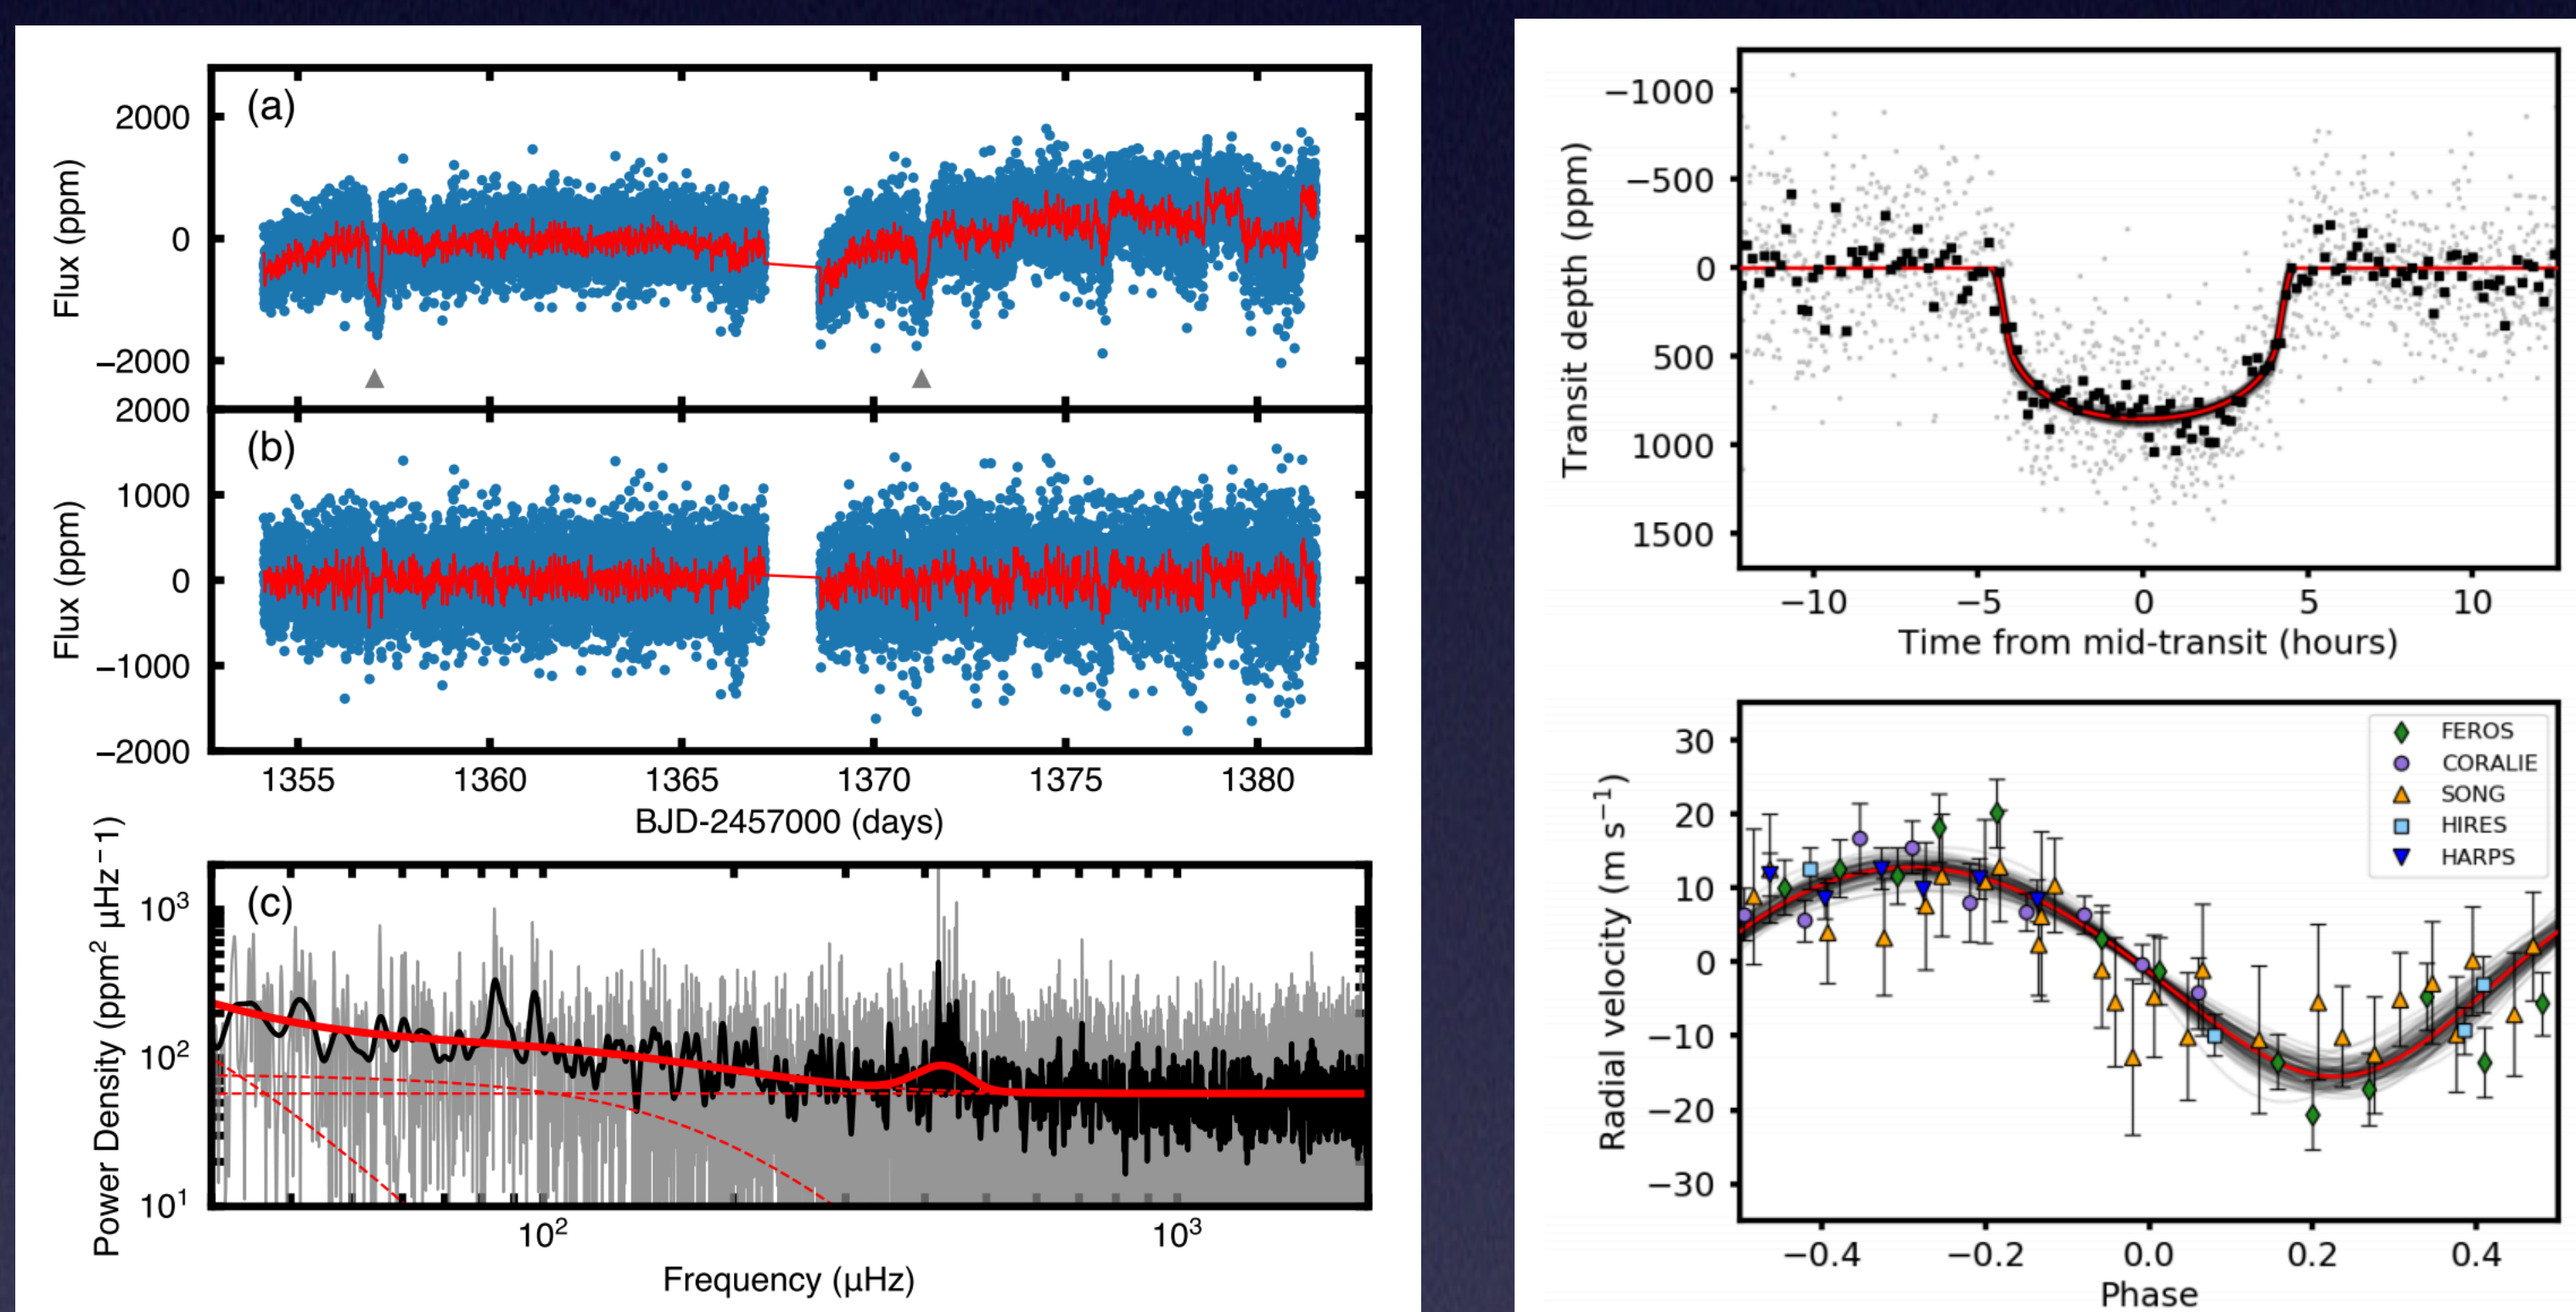 (a)
2000
0
−2000
Flux (ppm)
(b)
2000
1000
0
−1000
−2000
Flux (ppm)
1355 1360 1365 1370 1375 1380
BJD-2457000 (days)
(c)
10³
10²
10¹
Power Density (ppm² μHz⁻1)
10² 10³
Frequency (μHz)
−1000
−500
0
500
1000
1500
Transit depth (ppm)
−10 −5 0 5 10
Time from mid-transit (hours)
30
20
10
0
−10
−20
−30
Radial velocity (m s⁻¹)
FEROS
CORALIE
SONG
HIRES
HARPS
−0.4 −0.2 0.0 0.2 0.4
Phase